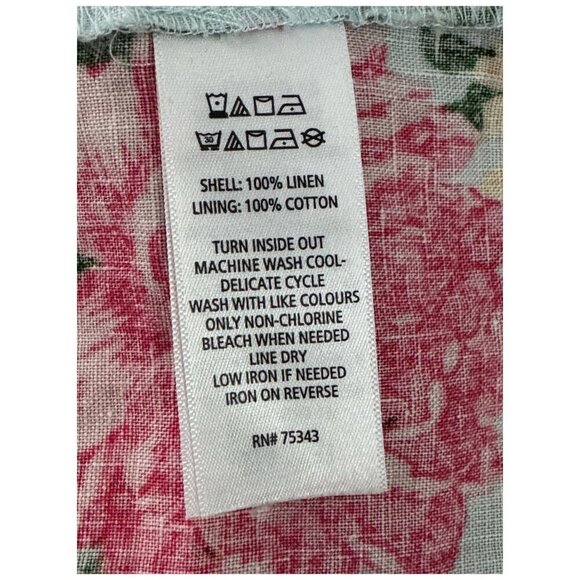 30
SHELL: 100% LINEN
LINING: 100% COTTON
TURN INSIDE OUT
MACHINE WASH COOL-
DELICATE CYCLE
WASH WITH LIKE COLOURS
ONLY NON-CHLORINE
BLEACH WHEN NEEDED
LINE DRY
LOW IRON IF NEEDED
IRON ON REVERSE
RN# 75343